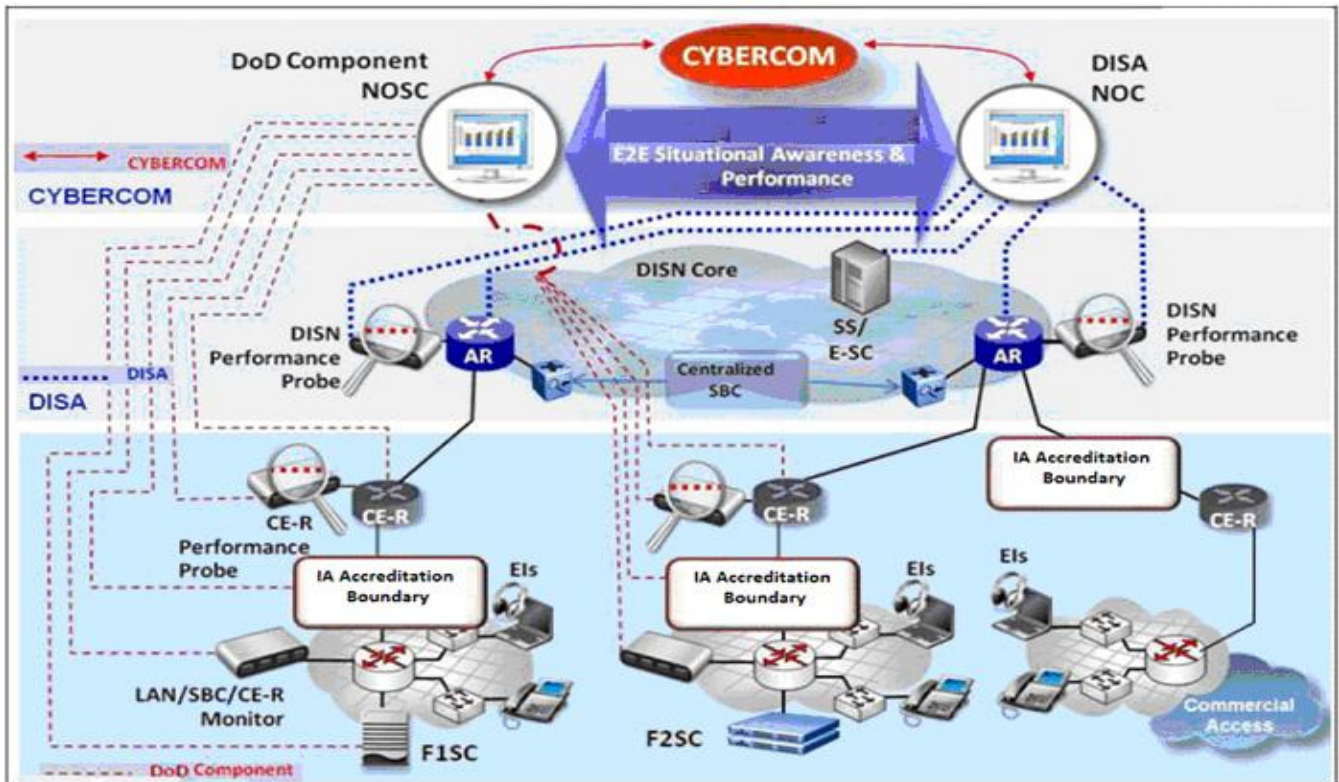 DoD Component
NOSC
CYBERCOM
DISA
NOC
CYBERCOM
CYBERCOM
E2E Situational Awareness &
Performance
DISN Core
DISN
Performance
Probe
AR
SS/
E-SC
AR
DISN
Performance
Probe
Centralized
SBC
DISA
DISA
CE-R
CE-R
Performance
Probe
IA Accreditation
Boundary
EIs
LAN/SBC/CE-R
Monitor
F1SC
CE-R
IA Accreditation
Boundary
EIs
F2SC
IA Accreditation
Boundary
CE-R
EIs
Commercial
Access
DoD Component